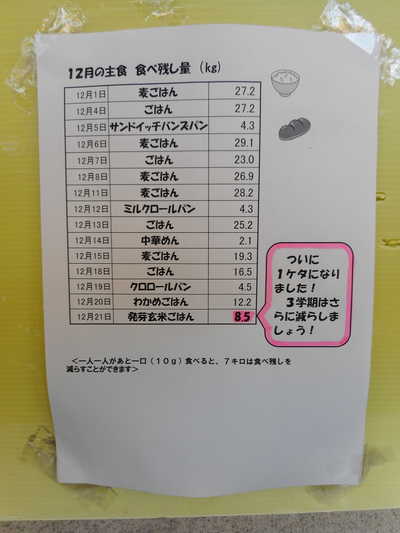 12月の主食 食べ残し量 (kg)
12月1日 麦ごはん 27.2
12月4日 ごはん 27.2
12月5日 サンドイッチバンズパン 4.3
12月6日 麦ごはん 29.1
12月7日 ごはん 23.0
12月8日 麦ごはん 26.9
12月11日 麦ごはん 28.2
12月12日 ミルクロールパン 4.3
12月13日 ごはん 25.2
12月14日 中華めん 2.1
12月15日 麦ごはん 19.3
12月18日 ごはん 16.5
12月19日 クロロールパン 4.5
12月20日 わかめごはん 12.2
12月21日 発芽玄米ごはん 8.5
ついに
1ケタになり
ました！
3学期はさ
らに減らしま
しょう！
＜一人一人があと一口（10g）食べると、7キロは食べ残しを
減らすことができます＞